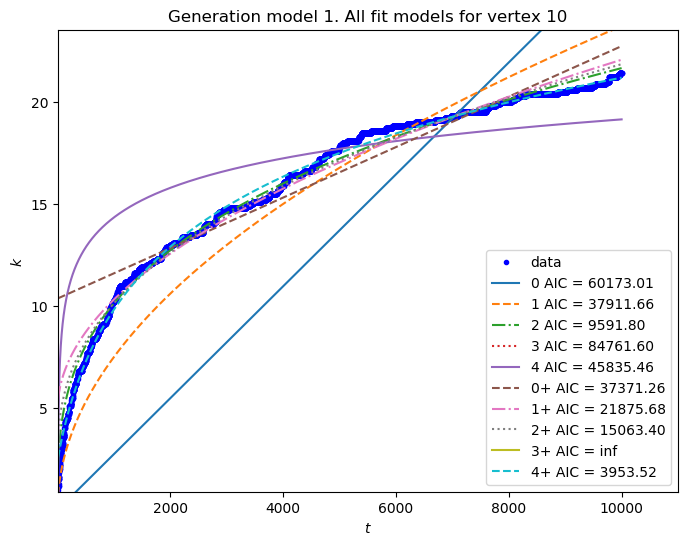 Generation model 1. All fit models for vertex 10
k
20
15
10
5
data
0 AIC = 60173.01
1 AIC = 37911.66
2 AIC = 9591.80
3 AIC = 84761.60
4 AIC = 45835.46
0+ AIC = 37371.26
1+ AIC = 21875.68
2+ AIC = 15063.40
3+ AIC = inf
4+ AIC = 3953.52
2000 4000 6000 8000 10000
t